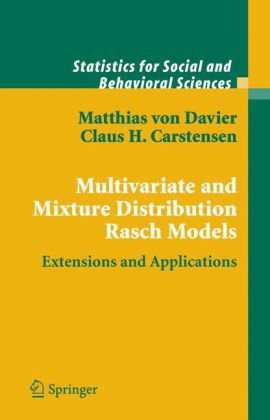 Statistics for Social and
Behavioral Sciences
Matthias von Davier
Claus H. Carstensen
Multivariate and
Mixture Distribution
Rasch Models
Extensions and Applications
Springer